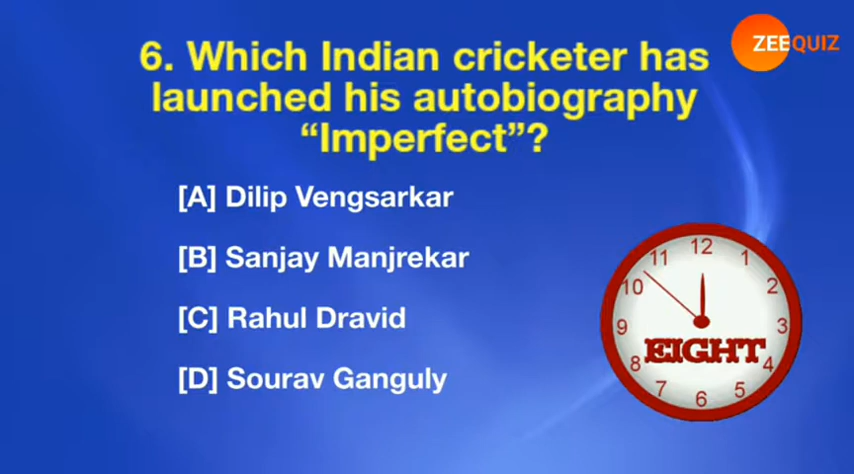 ZEEQUIZ
6. Which Indian cricketer has
launched his autobiography
“Imperfect”?
[A] Dilip Vengsarkar
[B] Sanjay Manjrekar
[C] Rahul Dravid
[D] Sourav Ganguly
12
11 1
10 2
9 3
EIGHT
8 4
7 5
6